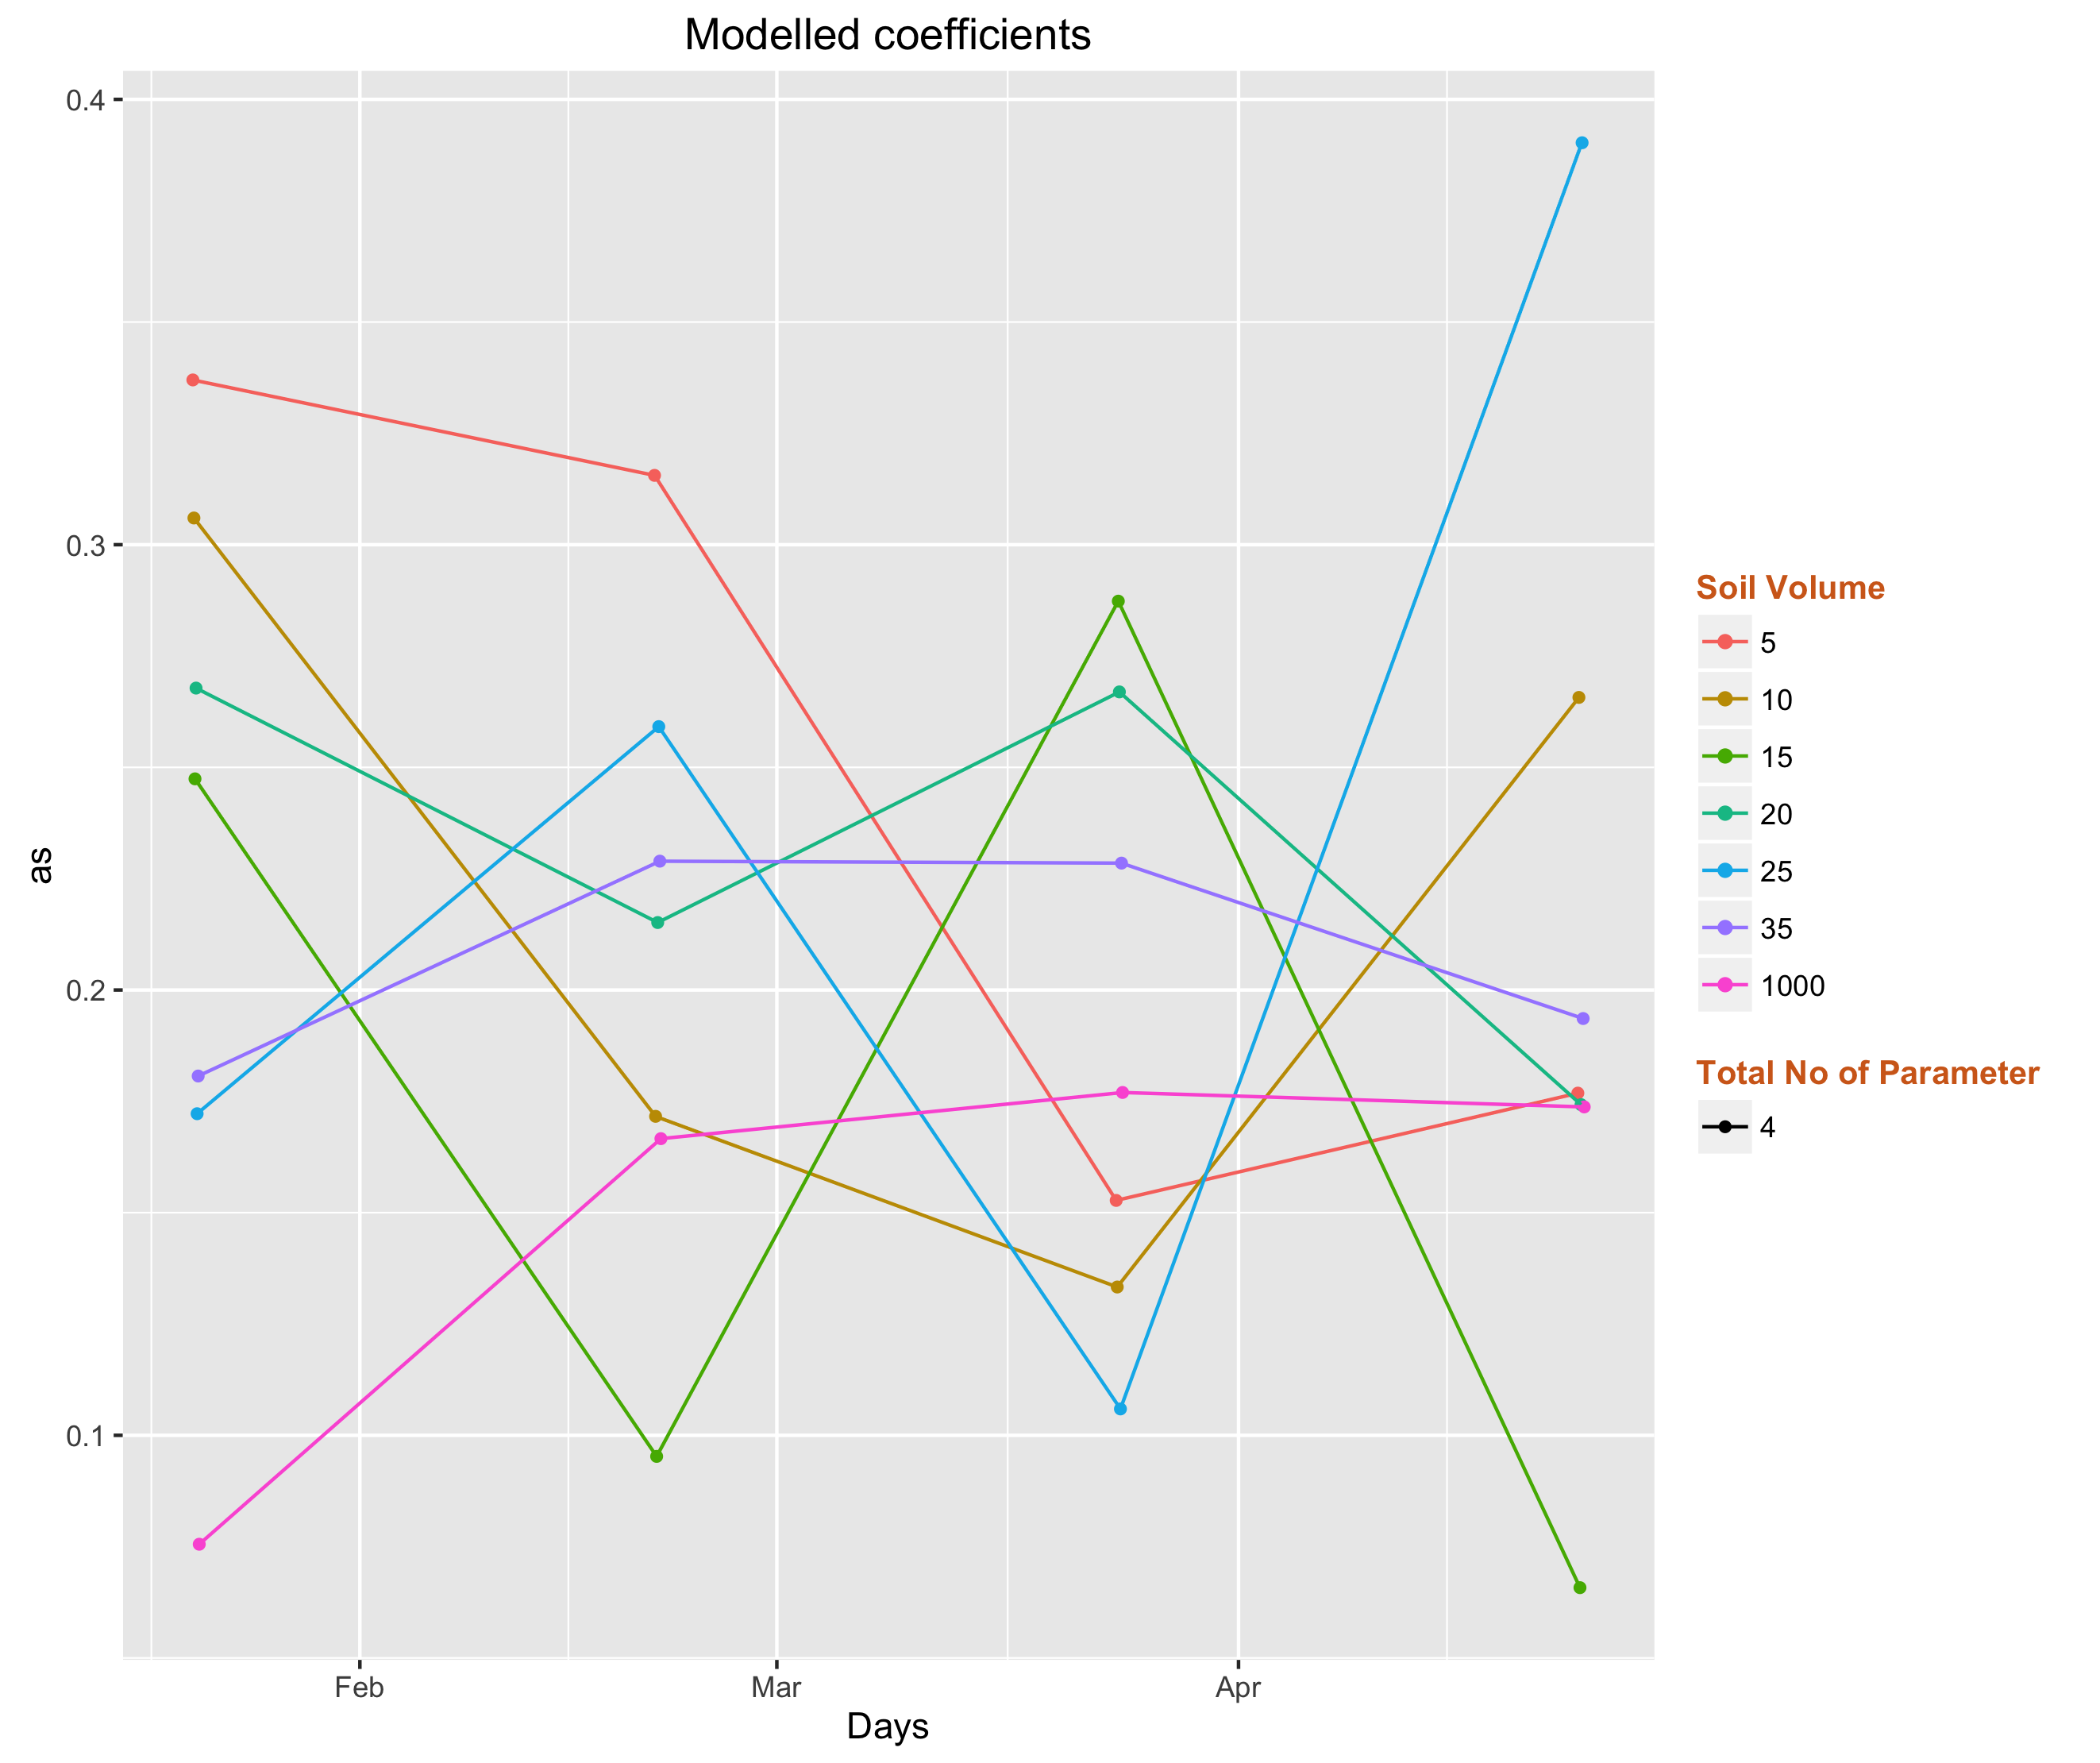 Modelled coefficients
0.4
0.3
0.2
0.1
as
Feb Mar Apr
Days
Soil Volume
5
10
15
20
25
35
1000
Total No of Parameter
4